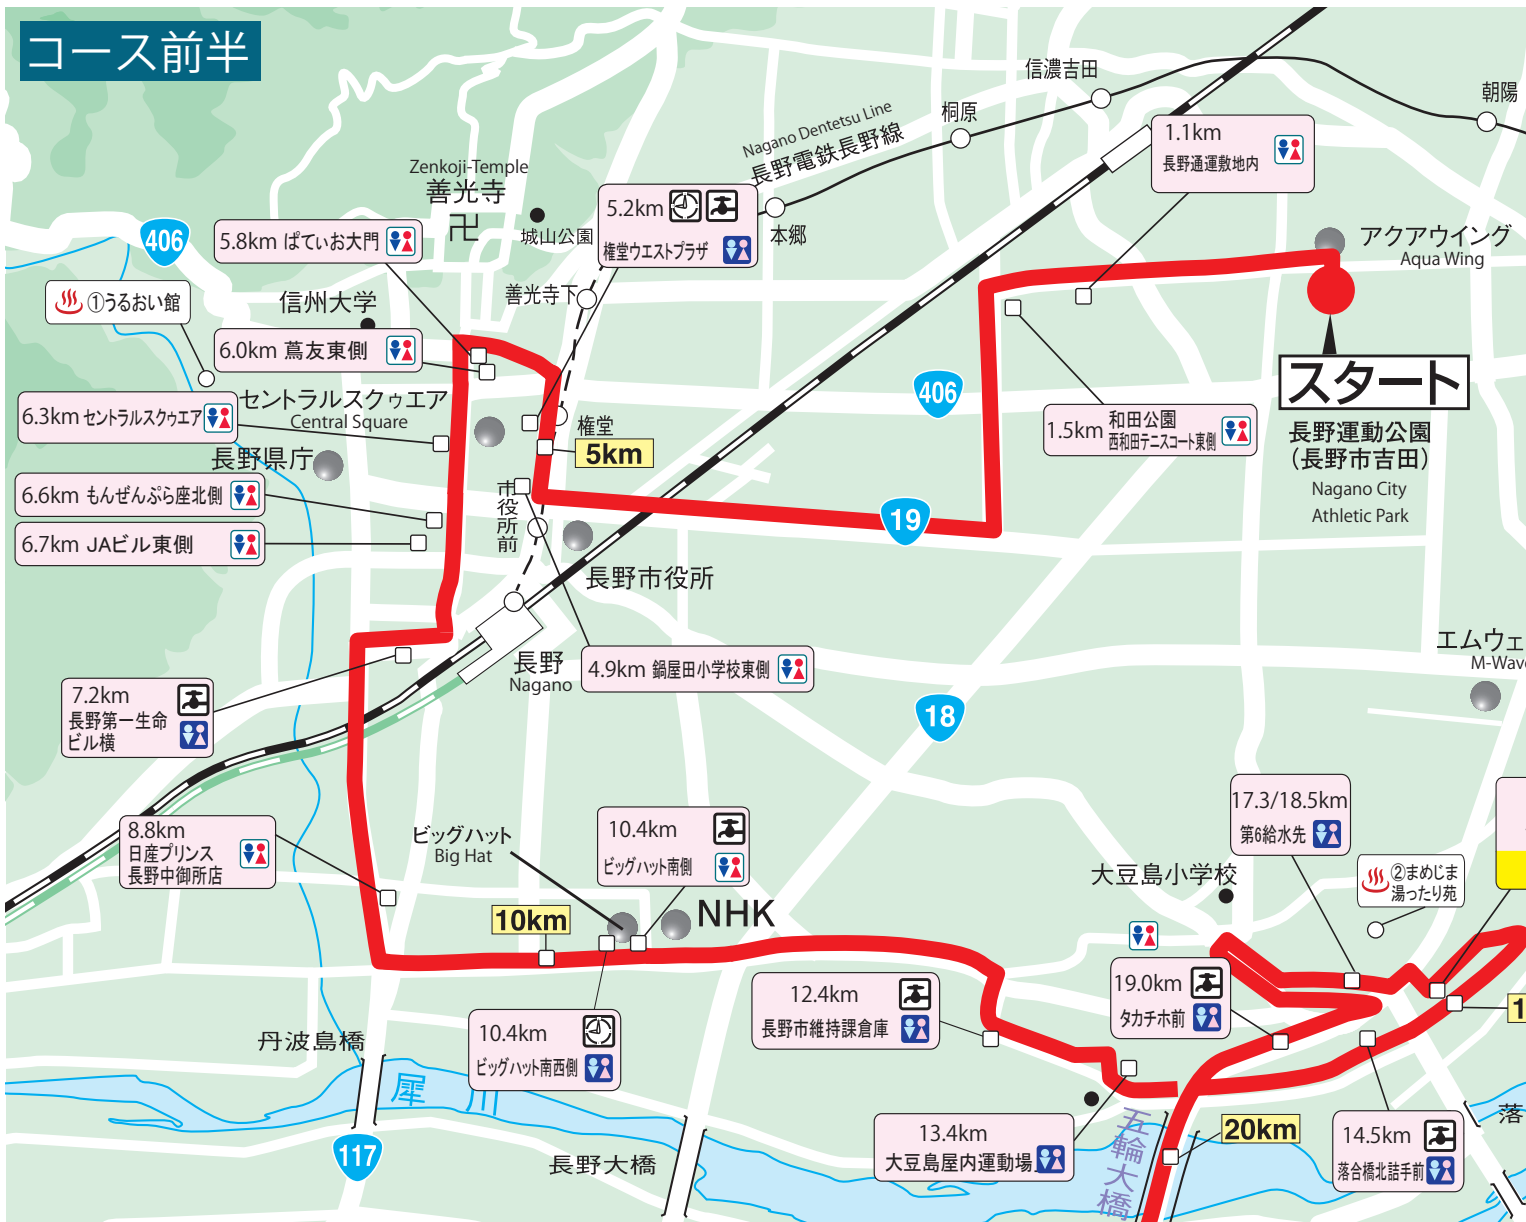 コース前半
信濃吉田
朝陽
桐原
Nagano Dentetsu Line
長野電鉄長野線
1.1km
長野通運敷地内
Zenkoji-Temple
善光寺
卍
城山公園
5.2km
権堂ウエストプラザ
本郷
406
5.8km ぱてぃお大門
アクアウイング
Aqua Wing
①うるおい館
信州大学
善光寺下
6.0km 蔦友東側
スタート
406
セントラルスクゥエア
Central Square
6.3km セントラルスクゥエア
権堂
5km
1.5km 和田公園
西和田テニスコート東側
長野運動公園
(長野市吉田)
Nagano City
Athletic Park
長野県庁
6.6km もんぜんぷら座北側
市役所前
19
6.7km JAビル東側
長野市役所
長野
Nagano
4.9km 鍋屋田小学校東側
エムウェ
M-Wave
7.2km
長野第一生命
ビル横
18
17.3/18.5km
第6給水先
8.8km
日産プリンス
長野中御所店
ビッグハット
Big Hat
10.4km
ビッグハット南側
大豆島小学校
②まめじま
湯ったり苑
10km
NHK
12.4km
長野市維持課倉庫
19.0km
タカチホ前
1
10.4km
ビッグハット南西側
丹波島橋
犀川
13.4km
大豆島屋内運動場
五輪大橋
20km
14.5km
落合橋北詰手前
落
117
長野大橋